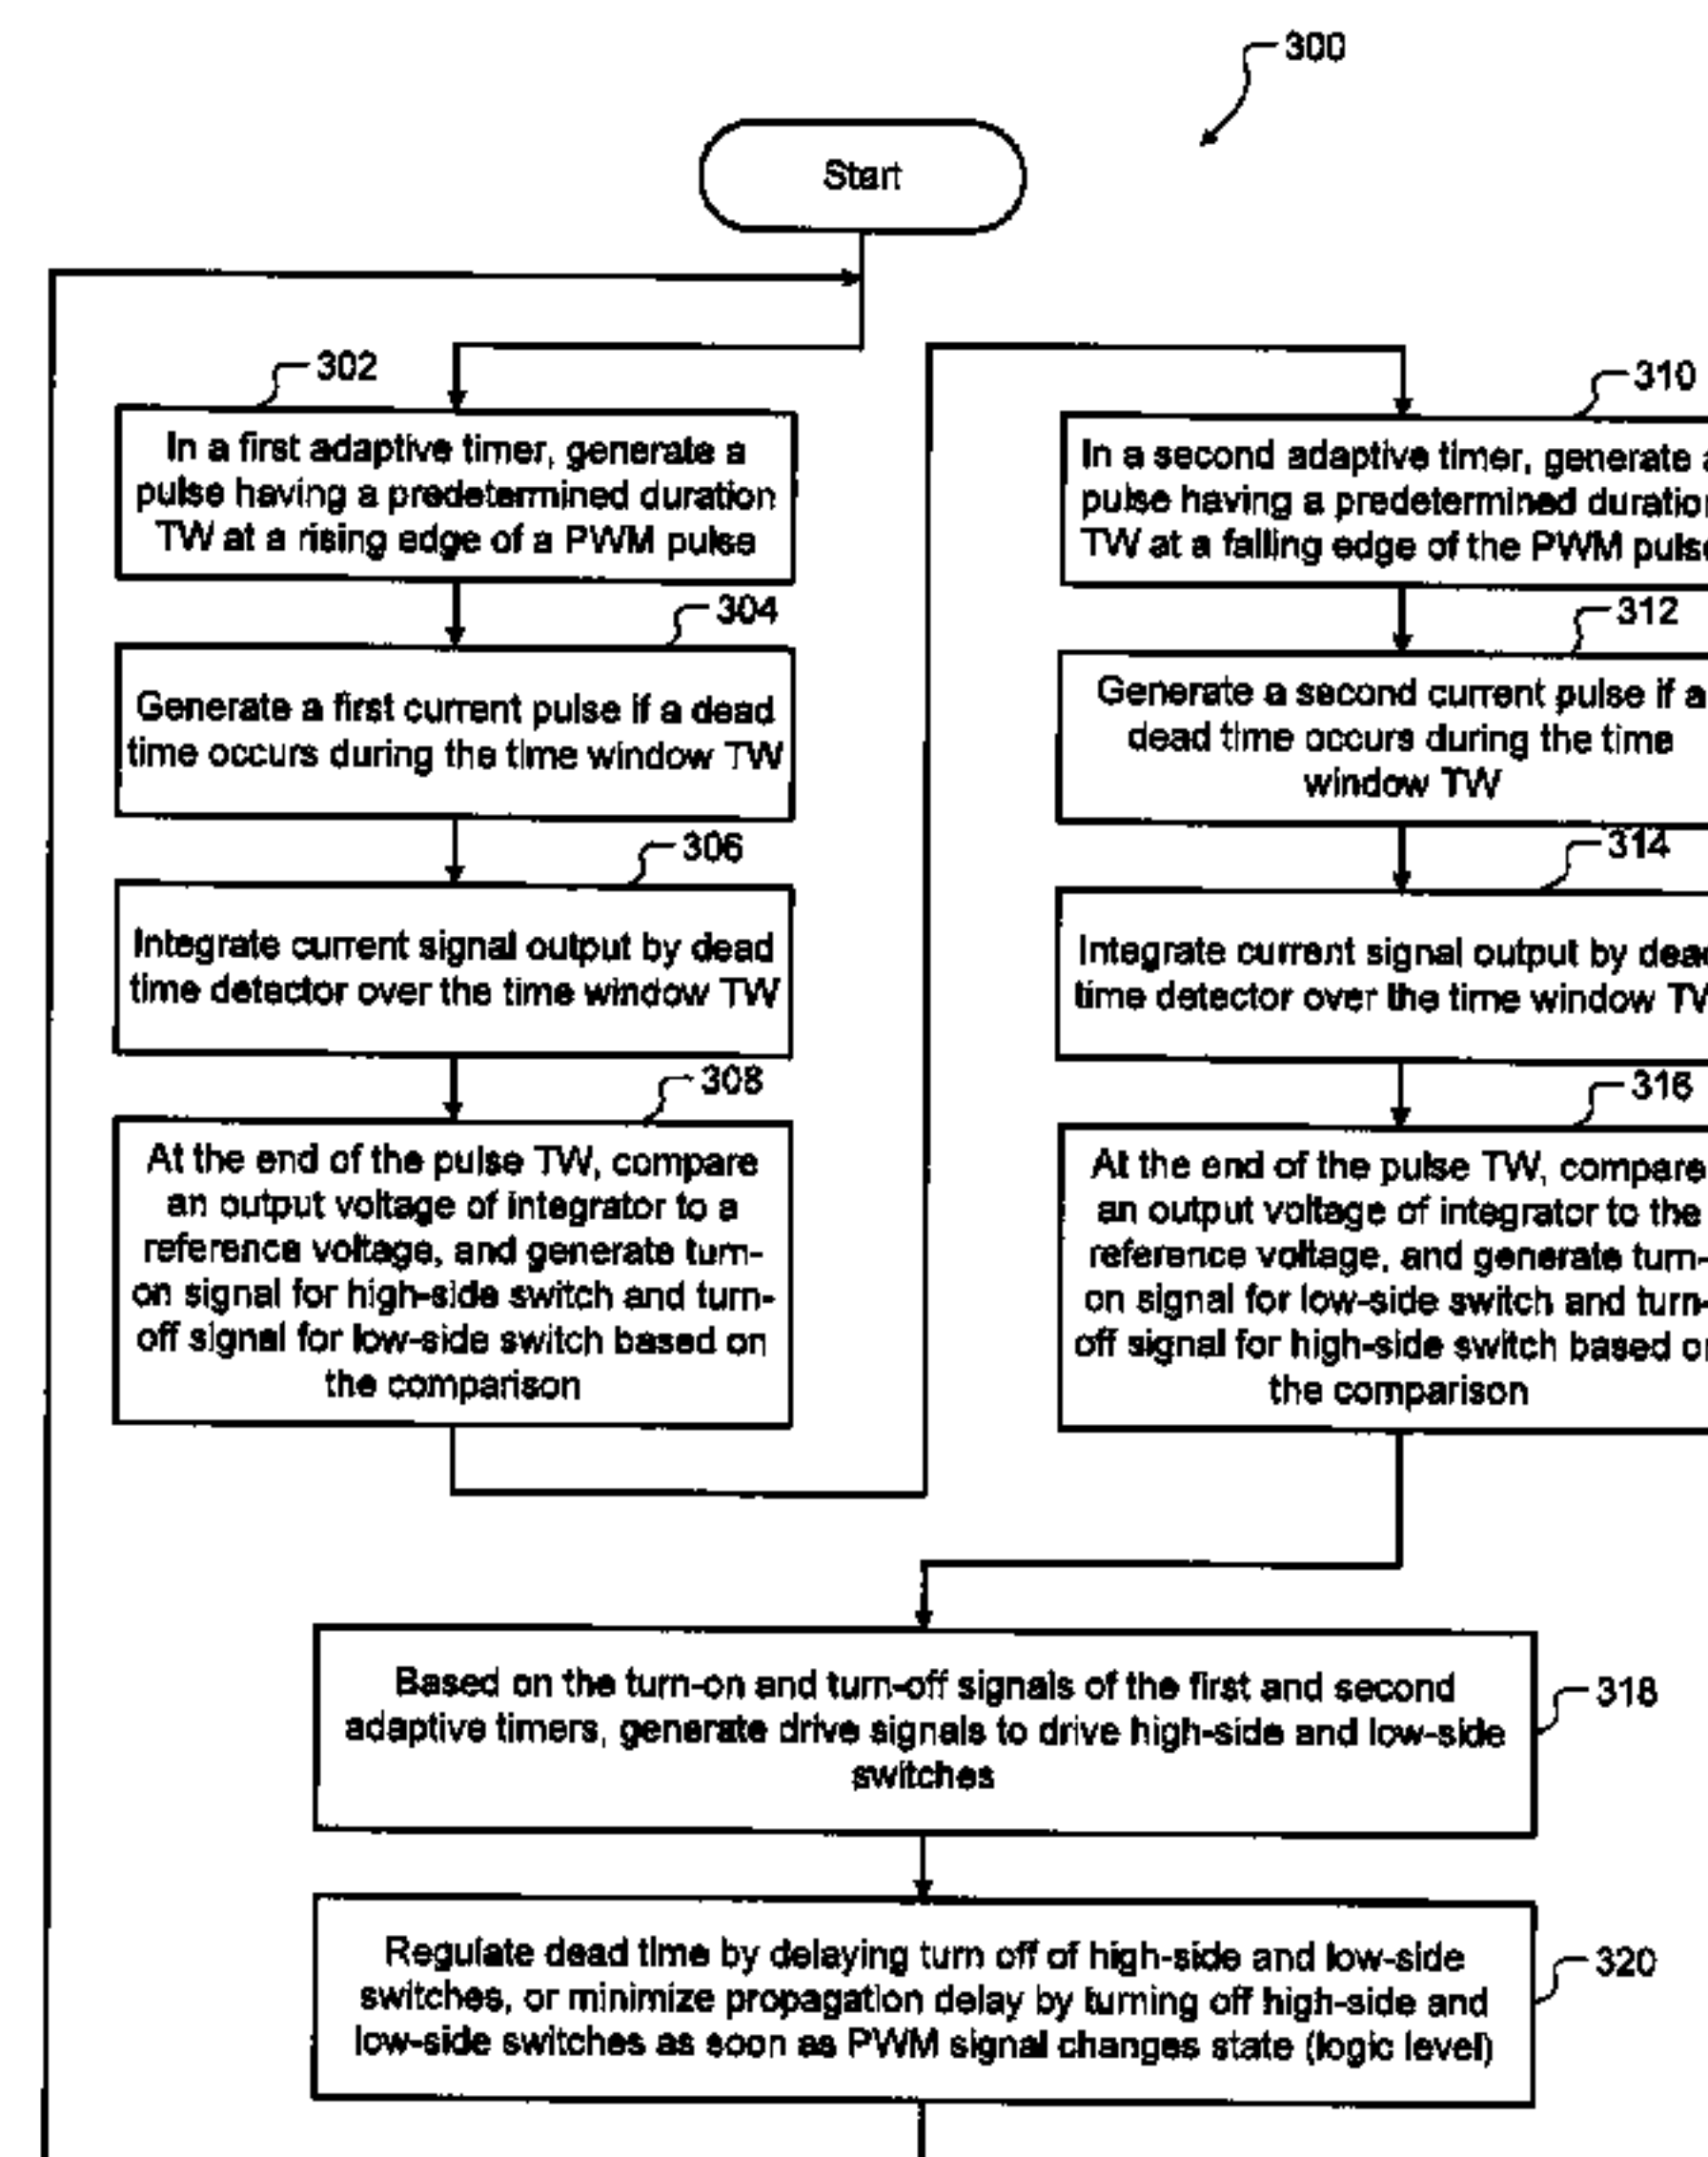 300
Start
302
In a first adaptive timer, generate a
pulse having a predetermined duration
TW at a rising edge of a PWM pulse
304
Generate a first current pulse if a dead
time occurs during the time window TW
306
Integrate current signal output by dead
time detector over the time window TW
308
At the end of the pulse TW, compare
an output voltage of integrator to a
reference voltage, and generate turn-
on signal for high-side switch and turn-
off signal for low-side switch based on
the comparison
310
In a second adaptive timer, generate a
pulse having a predetermined duration
TW at a falling edge of the PWM pulse
312
Generate a second current pulse if a
dead time occurs during the time
window TW
314
Integrate current signal output by dead
time detector over the time window TW
316
At the end of the pulse TW, compare
an output voltage of integrator to the
reference voltage, and generate turn-
on signal for low-side switch and turn-
off signal for high-side switch based on
the comparison
Based on the turn-on and turn-off signals of the first and second
adaptive timers, generate drive signals to drive high-side and low-side
switches
318
Regulate dead time by delaying turn off of high-side and low-side
switches, or minimize propagation delay by turning off high-side and
low-side switches as soon as PWM signal changes state (logic level)
320